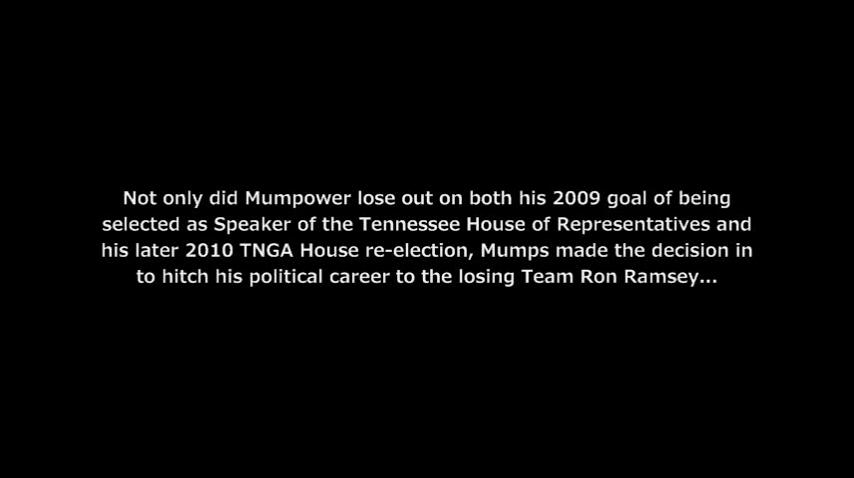 Not only did Mumpower lose out on both his 2009 goal of being
selected as Speaker of the Tennessee House of Representatives and
his later 2010 TNGA House re-election, Mumps made the decision in
to hitch his political career to the losing Team Ron Ramsey...